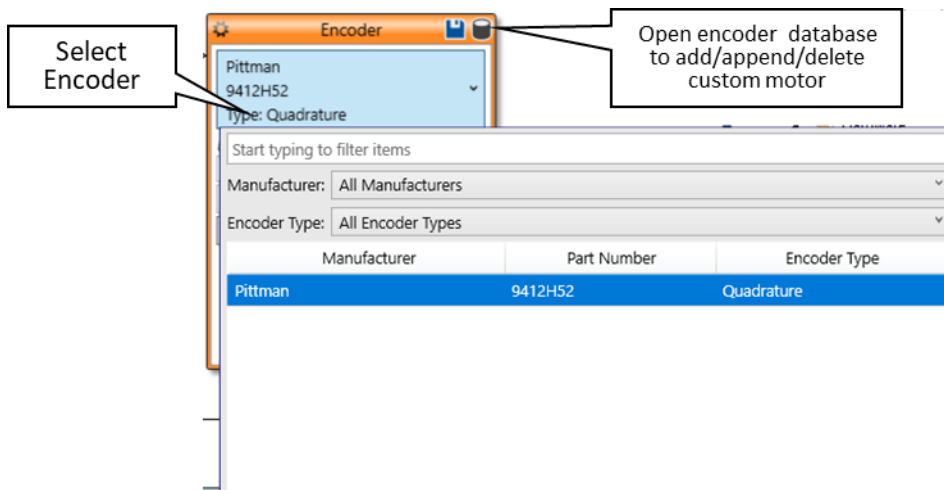 Select
Encoder
Encoder
Open encoder database
to add/append/delete
custom motor
Pittman
9412H52
Type: Quadrature
Start typing to filter items
Manufacturer: All Manufacturers
Encoder Type: All Encoder Types
Manufacturer Part Number Encoder Type
Pittman 9412H52 Quadrature